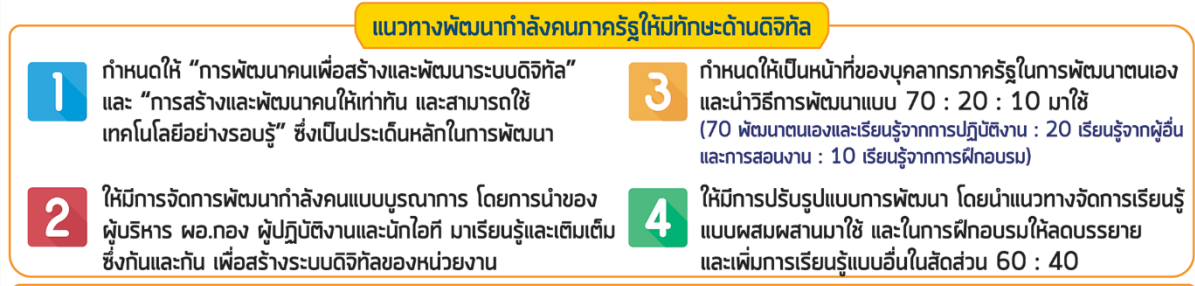 แนวทางพัฒนากำลังคนภาครัฐให้มีทักษะด้านดิจิทัล
1
กำหนดให้ “การพัฒนาคนเพื่อสร้างและพัฒนาระบบดิจิทัล”
และ “การสร้างและพัฒนาคนให้เท่าทัน และสามารถใช้
เทคโนโลยีอย่างรอบรู้” ซึ่งเป็นประเด็นหลักในการพัฒนา
2
ให้มีการจัดการพัฒนากำลังคนแบบบูรณาการ โดยการนำของ
ผู้บริหาร ผอ.กอง ผู้ปฏิบัติงานและนักไอที มาเรียนรู้และเติมเต็ม
ซึ่งกันและกัน เพื่อสร้างระบบดิจิทัลของหน่วยงาน
3
กำหนดให้เป็นหน้าที่ของบุคลากรภาครัฐในการพัฒนาตนเอง
และนำวิธีการพัฒนาแบบ 70 : 20 : 10 มาใช้
(70 พัฒนาตนเองและเรียนรู้จากการปฏิบัติงาน : 20 เรียนรู้จากผู้อื่น
และการสอนงาน : 10 เรียนรู้จากการฝึกอบรม)
4
ให้มีการปรับรูปแบบการพัฒนา โดยนำแนวทางจัดการเรียนรู้
แบบผสมผสานมาใช้ และในการฝึกอบรมให้ลดบรรยาย
และเพิ่มการเรียนรู้แบบอื่นในสัดส่วน 60 : 40